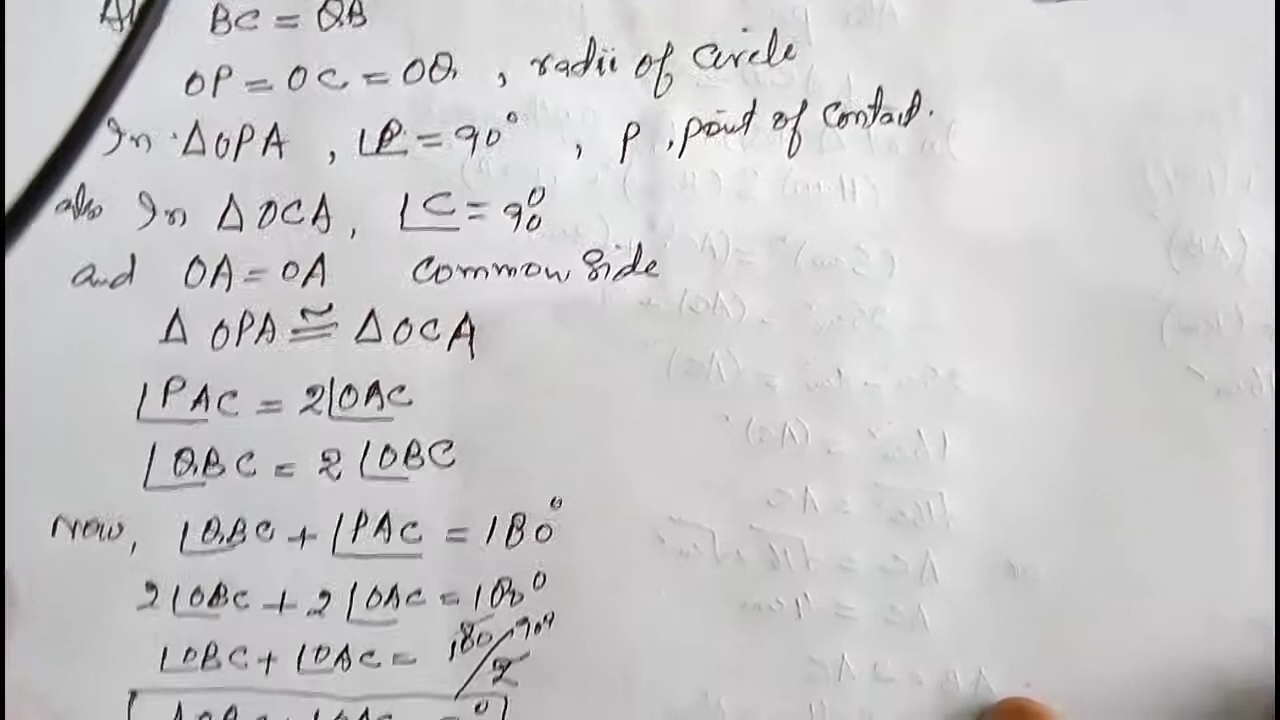 BC = QB
OP = OC = OQ, radii of Circle
In ΔOPA, ∠P = 90°, P, point of Contact.
also In ΔOCA, ∠C = 90°
and OA = OA Common Side
Δ OPA ≅ ΔOCA
∠PAC = 2∠OAC
∠QBC = 2∠OBC
Now, ∠QBC + ∠PAC = 180°
2∠OBC + 2∠OAC = 180°
∠OBC + ∠OAC = 180/2